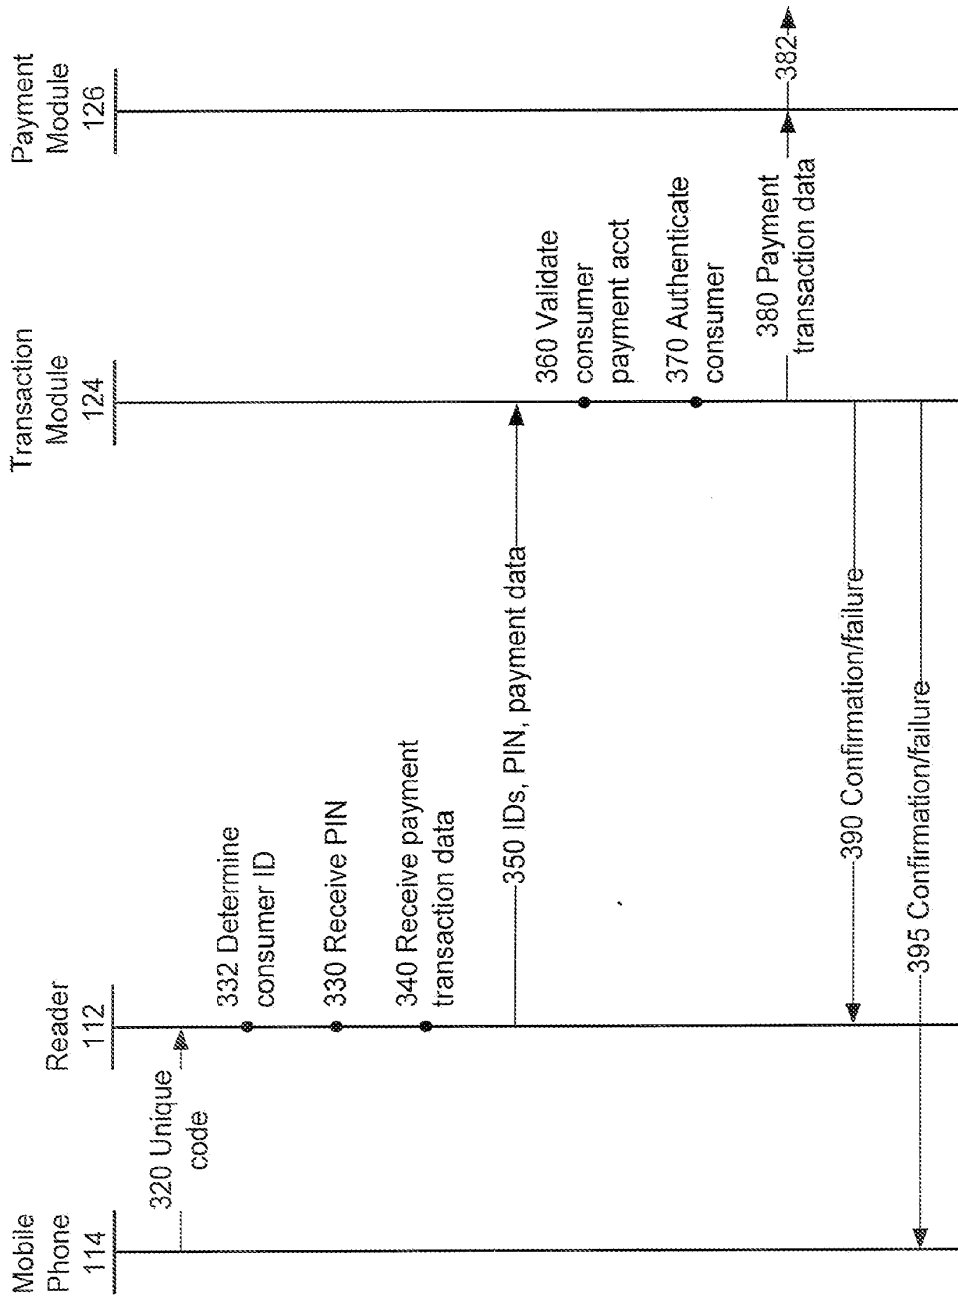 Mobile
Phone
114
Reader
112
Transaction
Module
124
Payment
Module
126
320 Unique
code
332 Determine
consumer ID
330 Receive PIN
340 Receive payment
transaction data
350 IDs, PIN, payment data
360 Validate
consumer
payment acct
370 Authenticate
consumer
380 Payment
transaction data
382
390 Confirmation/failure
395 Confirmation/failure